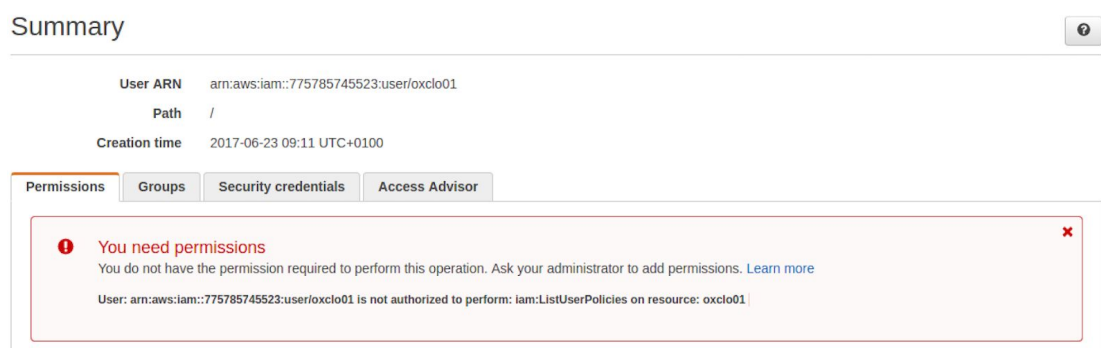 Summary
User ARN arn:aws:iam::775785745523:user/oxclo01
Path /
Creation time 2017-06-23 09:11 UTC+0100
Permissions Groups Security credentials Access Advisor
You need permissions
You do not have the permission required to perform this operation. Ask your administrator to add permissions. Learn more
User: arn:aws:iam::775785745523:user/oxclo01 is not authorized to perform: iam:ListUserPolicies on resource: oxclo01